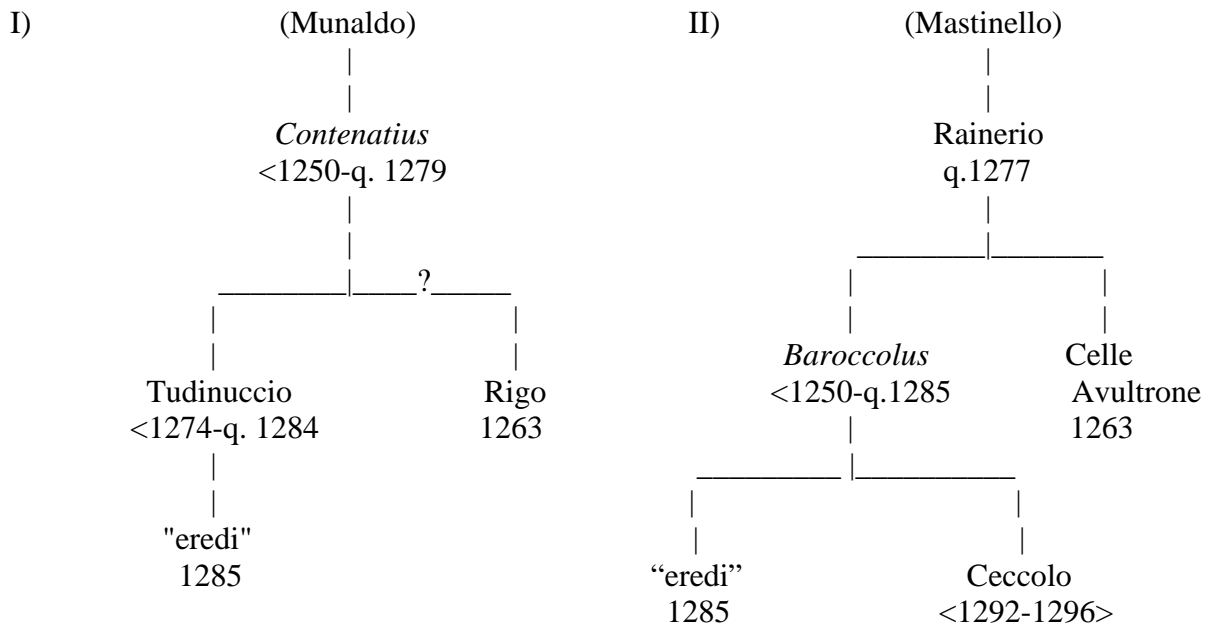 I) (Munaldo) II) (Mastinello)
Contenatius Rainerio
<1250-q. 1279 q.1277
?
Baroccolus Celle
Tudinuccio Rigo <1250-q.1285 Avultrone
<1274-q. 1284 1263 1263
"eredi" “eredi” Ceccolo
1285 1285 <1292-1296>